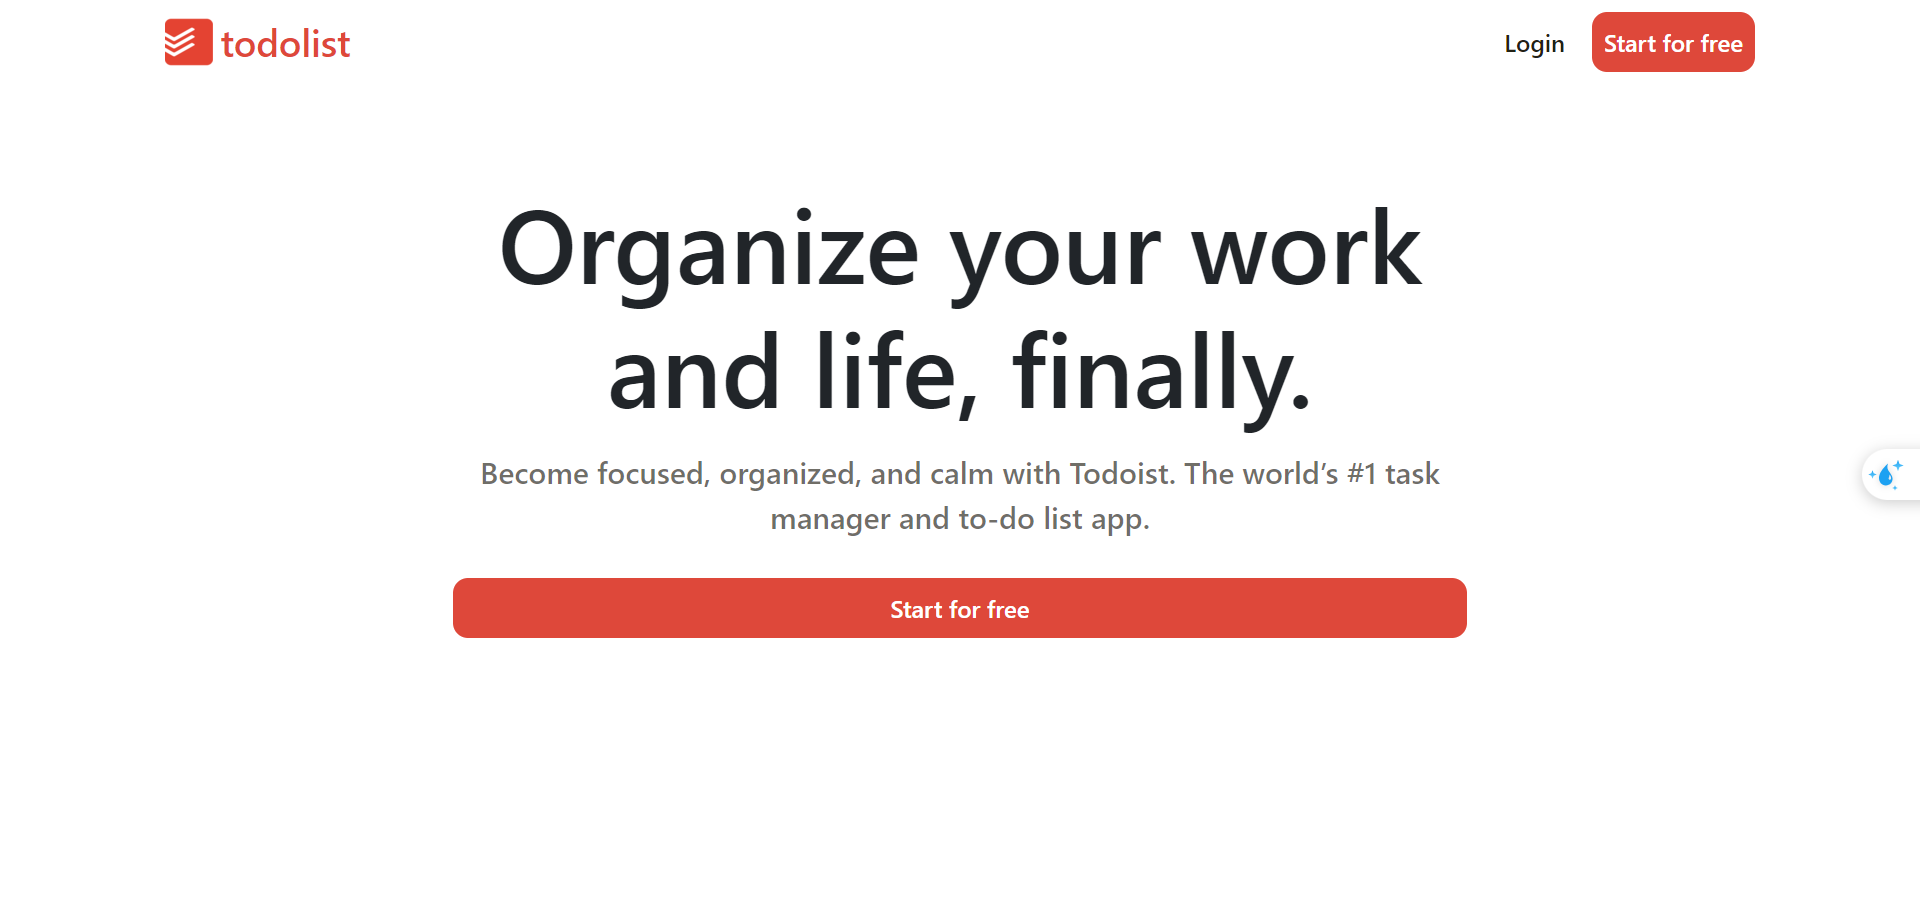 todolist
Login
Start for free
Organize your work
and life, finally.
Become focused, organized, and calm with Todoist. The world’s #1 task
manager and to-do list app.
Start for free